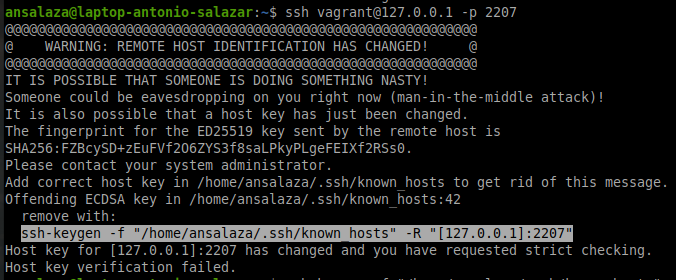 ansalaza@laptop-antonio-salazar:~$ ssh vagrant@127.0.0.1 -p 2207
@@@@@@@@@@@@@@@@@@@@@@@@@@@@@@@@@@@@@@@@@@@@@@@@@@@@@@@@@@@
@    WARNING: REMOTE HOST IDENTIFICATION HAS CHANGED!     @
@@@@@@@@@@@@@@@@@@@@@@@@@@@@@@@@@@@@@@@@@@@@@@@@@@@@@@@@@@@
IT IS POSSIBLE THAT SOMEONE IS DOING SOMETHING NASTY!
Someone could be eavesdropping on you right now (man-in-the-middle attack)!
It is also possible that a host key has just been changed.
The fingerprint for the ED25519 key sent by the remote host is
SHA256:FZBcySD+zEuFVf2O6ZYS3f8saLPkyPLgeFEIXf2RSs0.
Please contact your system administrator.
Add correct host key in /home/ansalaza/.ssh/known_hosts to get rid of this message.
Offending ECDSA key in /home/ansalaza/.ssh/known_hosts:42
  remove with:
  ssh-keygen -f "/home/ansalaza/.ssh/known_hosts" -R "[127.0.0.1]:2207"
Host key for [127.0.0.1]:2207 has changed and you have requested strict checking.
Host key verification failed.